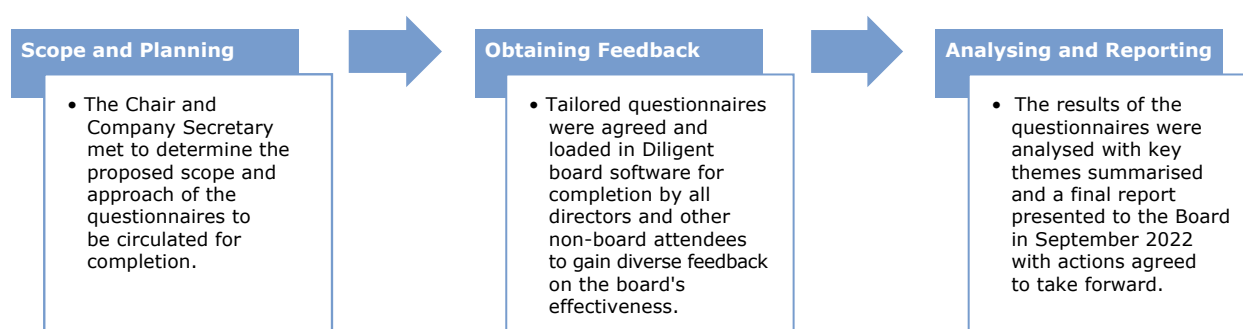 Scope and Planning
• The Chair and
Company Secretary
met to determine the
proposed scope and
approach of the
questionnaires to
be circulated for
completion.
Obtaining Feedback
• Tailored questionnaires
were agreed and
loaded in Diligent
board software for
completion by all
directors and other
non-board attendees
to gain diverse feedback
on the board's
effectiveness.
Analysing and Reporting
• The results of the
questionnaires were
analysed with key
themes summarised
and a final report
presented to the Board
in September 2022
with actions agreed
to take forward.